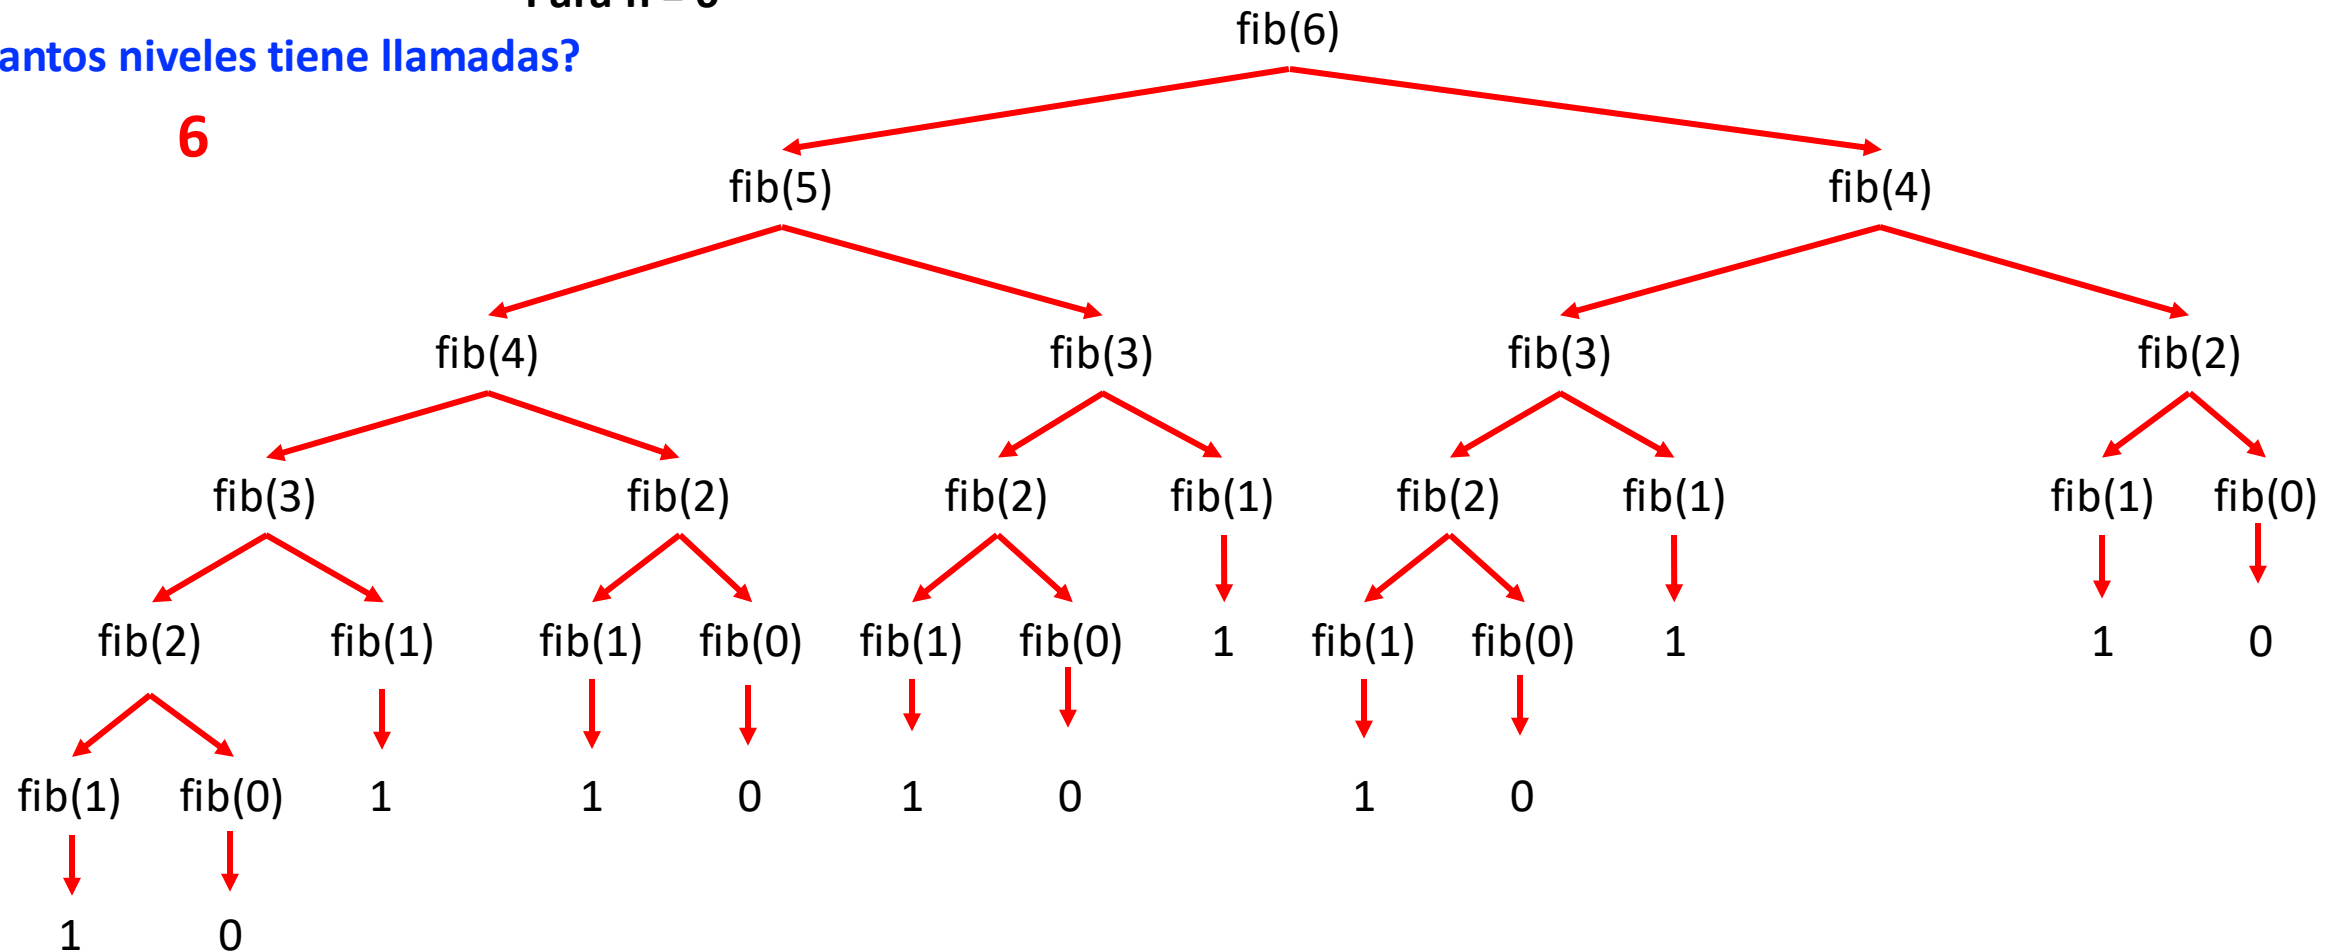 Para n = 6
antos niveles tiene llamadas?
6
fib(6)
fib(5) fib(4)
fib(4) fib(3) fib(3) fib(2)
fib(3) fib(2) fib(2) fib(1) fib(2) fib(1) fib(1) fib(0)
fib(2) fib(1) fib(1) fib(0) fib(1) fib(0) 1 fib(1) fib(0) 1 1 0
fib(1) fib(0) 1 1 0 1 0 1 0
1 0